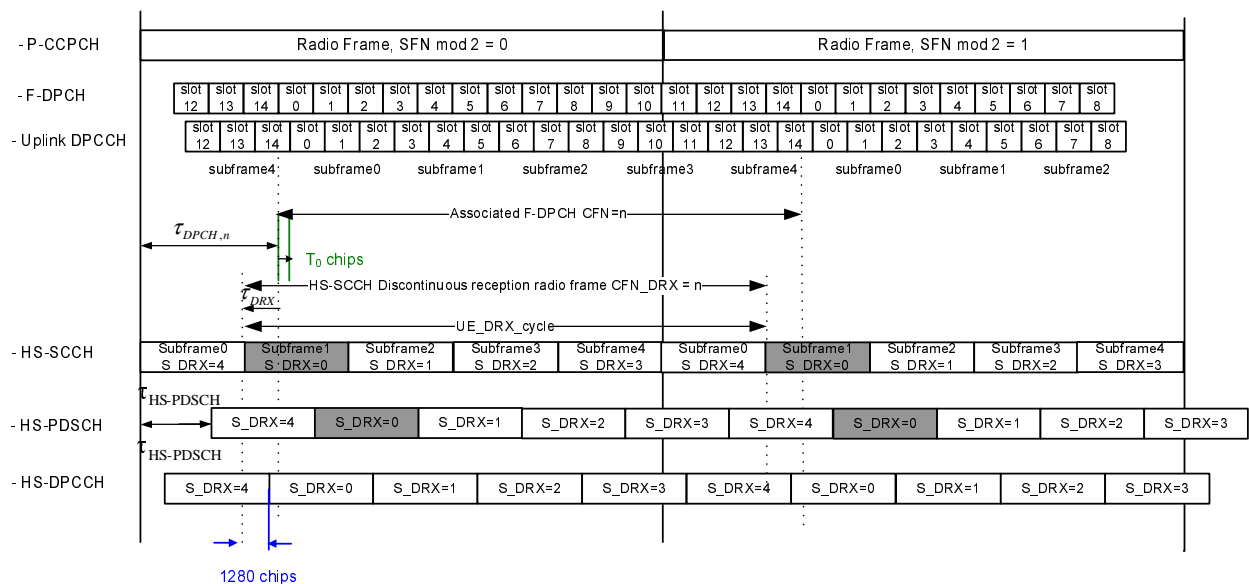 - P-CCPCH
Radio Frame, SFN mod 2 = 0
Radio Frame, SFN mod 2 = 1
- F-DPCH
slot 12 slot 13 slot 14 slot 0 slot 1 slot 2 slot 3 slot 4 slot 5 slot 6 slot 7 slot 8 slot 9 slot 10 slot 11 slot 12 slot 13 slot 14 slot 0 slot 1 slot 2 slot 3 slot 4 slot 5 slot 6 slot 7 slot 8
- Uplink DPCCH
slot 12 slot 13 slot 14 slot 0 slot 1 slot 2 slot 3 slot 4 slot 5 slot 6 slot 7 slot 8 slot 9 slot 10 slot 11 slot 12 slot 13 slot 14 slot 0 slot 1 slot 2 slot 3 slot 4 slot 5 slot 6 slot 7 slot 8
subframe4 subframe0 subframe1 subframe2 subframe3 subframe4 subframe0 subframe1 subframe2
Associated F-DPCH CFN=n
τDPCH,n
T0 chips
HS-SCCH Discontinuous reception radio frame CFN_DRX = n
τDRX
UE_DRX_cycle
- HS-SCCH
Subframe0 Subframe1 Subframe2 Subframe3 Subframe4 Subframe0 Subframe1 Subframe2 Subframe3 Subframe4
S_DRX=4 S_DRX=0 S_DRX=1 S_DRX=2 S_DRX=3 S_DRX=4 S_DRX=0 S_DRX=1 S_DRX=2 S_DRX=3
τHS-PDSCH
- HS-PDSCH
S_DRX=4 S_DRX=0 S_DRX=1 S_DRX=2 S_DRX=3 S_DRX=4 S_DRX=0 S_DRX=1 S_DRX=2 S_DRX=3
τHS-PDSCH
- HS-DPCCH
S_DRX=4 S_DRX=0 S_DRX=1 S_DRX=2 S_DRX=3 S_DRX=4 S_DRX=0 S_DRX=1 S_DRX=2 S_DRX=3
1280 chips